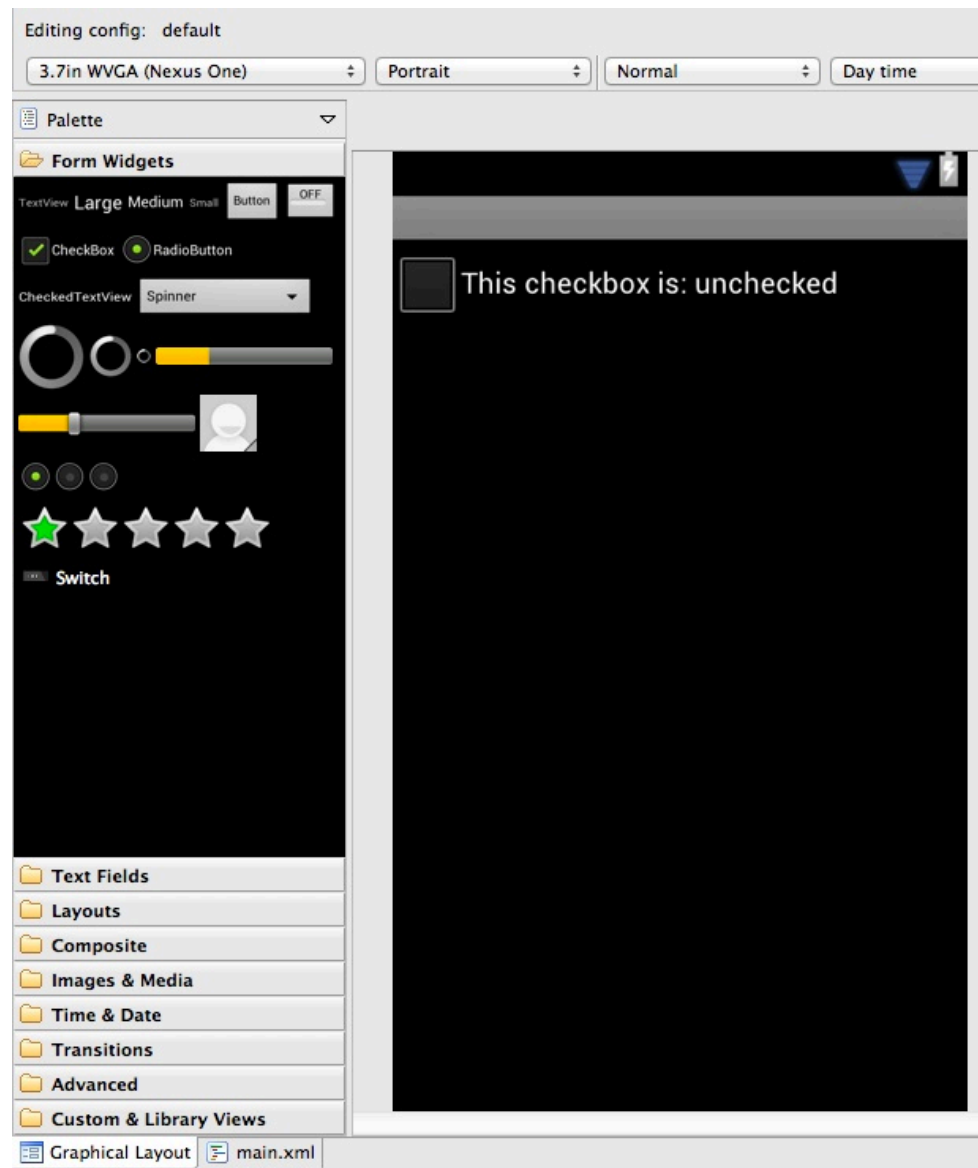 Editing config: default
3.7in WVGA (Nexus One) Portrait Normal Day time
Palette
Form Widgets
TextView Large Medium Small Button OFF
CheckBox RadioButton
CheckedTextView Spinner
Switch
Text Fields
Layouts
Composite
Images & Media
Time & Date
Transitions
Advanced
Custom & Library Views
This checkbox is: unchecked
Graphical Layout main.xml